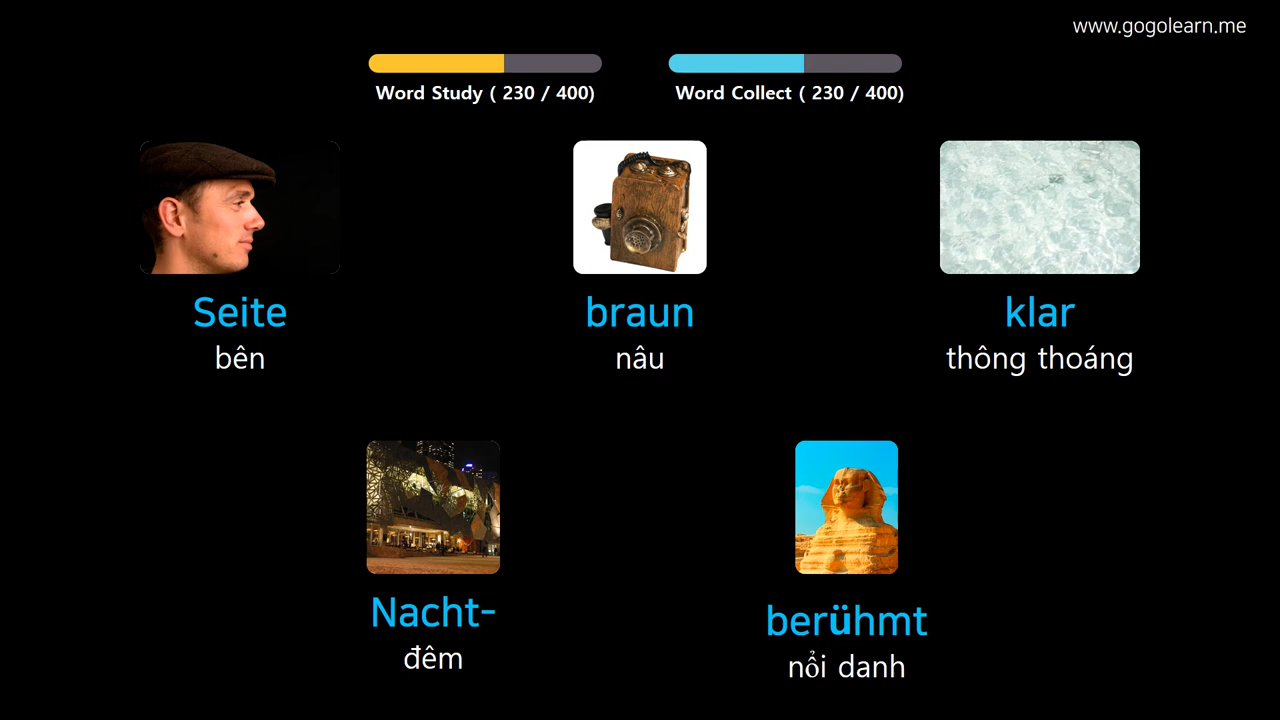 www.gogolearn.me
Word Study ( 230 / 400)
Word Collect ( 230 / 400)
Seite
braun
klar
bên
nâu
thông thoáng
Nacht-
berühmt
đêm
nổi danh